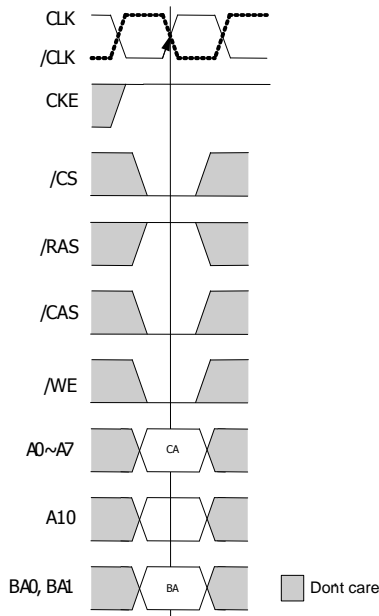 CLK
/CLK
CKE
/CS
/RAS
/CAS
/WE
A0~A7
CA
A10
BA0, BA1
BA
Dont care